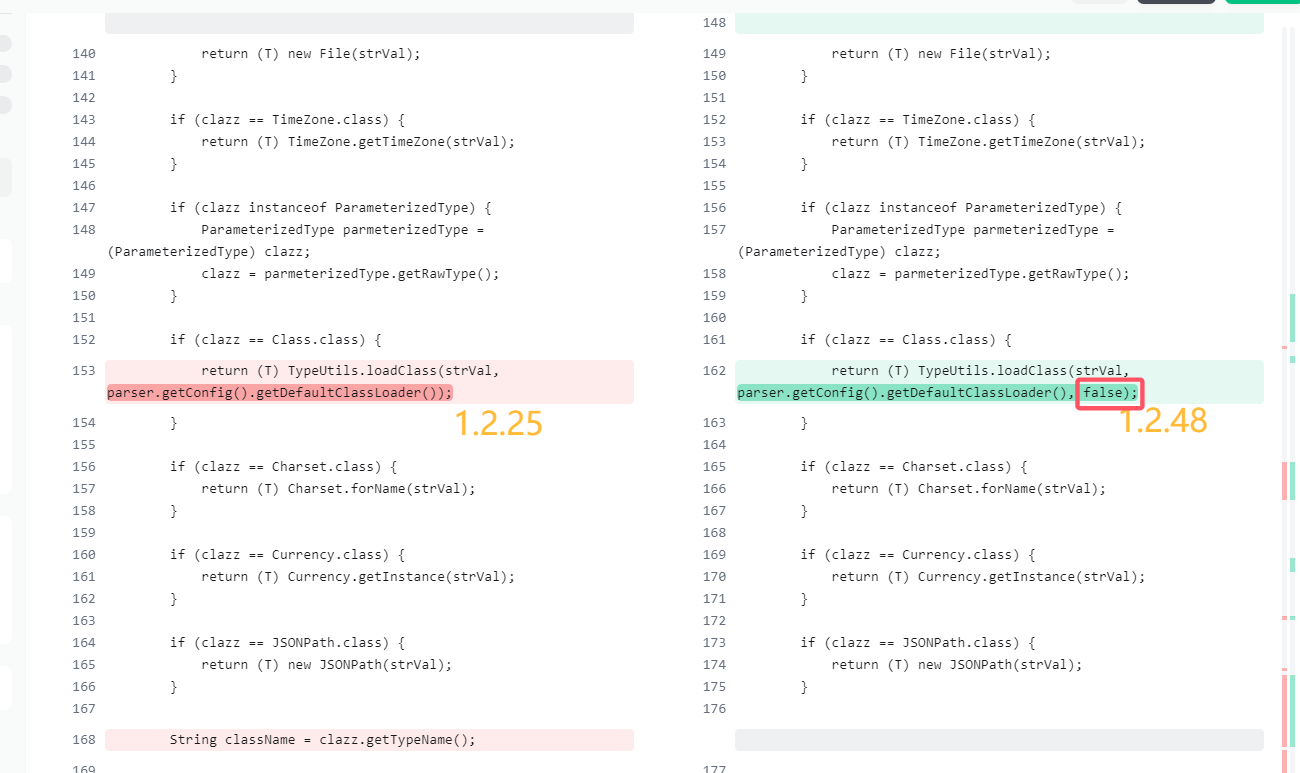 148
140 return (T) new File(strVal);
141 }
142
143 if (clazz == TimeZone.class) {
144 return (T) TimeZone.getTimeZone(strVal);
145 }
146
147 if (clazz instanceof ParameterizedType) {
148 ParameterizedType parmeterizedType =
(ParameterizedType) clazz;
149 clazz = parmeterizedType.getRawType();
150 }
151
152 if (clazz == Class.class) {
153 return (T) TypeUtils.loadClass(strVal,
parser.getConfig().getDefaultClassLoader());
1.2.25
154 }
155
156 if (clazz == Charset.class) {
157 return (T) Charset.forName(strVal);
158 }
159
160 if (clazz == Currency.class) {
161 return (T) Currency.getInstance(strVal);
162 }
163
164 if (clazz == JSONPath.class) {
165 return (T) new JSONPath(strVal);
166 }
167
168 String className = clazz.getTypeName();
169
149 return (T) new File(strVal);
150 }
151
152 if (clazz == TimeZone.class) {
153 return (T) TimeZone.getTimeZone(strVal);
154 }
155
156 if (clazz instanceof ParameterizedType) {
157 ParameterizedType parmeterizedType =
(ParameterizedType) clazz;
158 clazz = parmeterizedType.getRawType();
159 }
160
161 if (clazz == Class.class) {
162 return (T) TypeUtils.loadClass(strVal,
parser.getConfig().getDefaultClassLoader(), false);
1.2.48
163 }
164
165 if (clazz == Charset.class) {
166 return (T) Charset.forName(strVal);
167 }
168
169 if (clazz == Currency.class) {
170 return (T) Currency.getInstance(strVal);
171 }
172
173 if (clazz == JSONPath.class) {
174 return (T) new JSONPath(strVal);
175 }
176
177